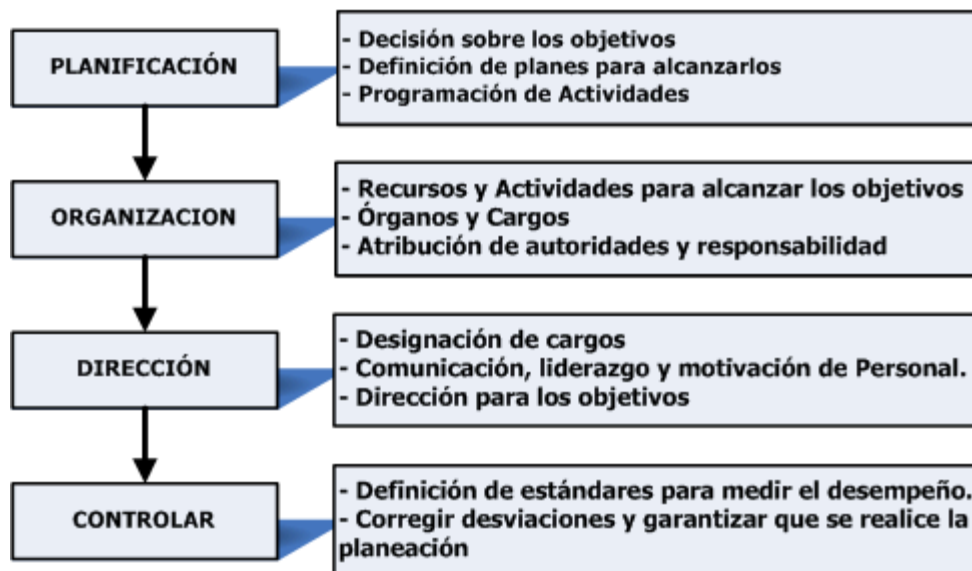 PLANIFICACIÓN
- Decisión sobre los objetivos
- Definición de planes para alcanzarlos
- Programación de Actividades
ORGANIZACION
- Recursos y Actividades para alcanzar los objetivos
- Órganos y Cargos
- Atribución de autoridades y responsabilidad
DIRECCIÓN
- Designación de cargos
- Comunicación, liderazgo y motivación de Personal.
- Dirección para los objetivos
CONTROLAR
- Definición de estándares para medir el desempeño.
- Corregir desviaciones y garantizar que se realice la
planeación